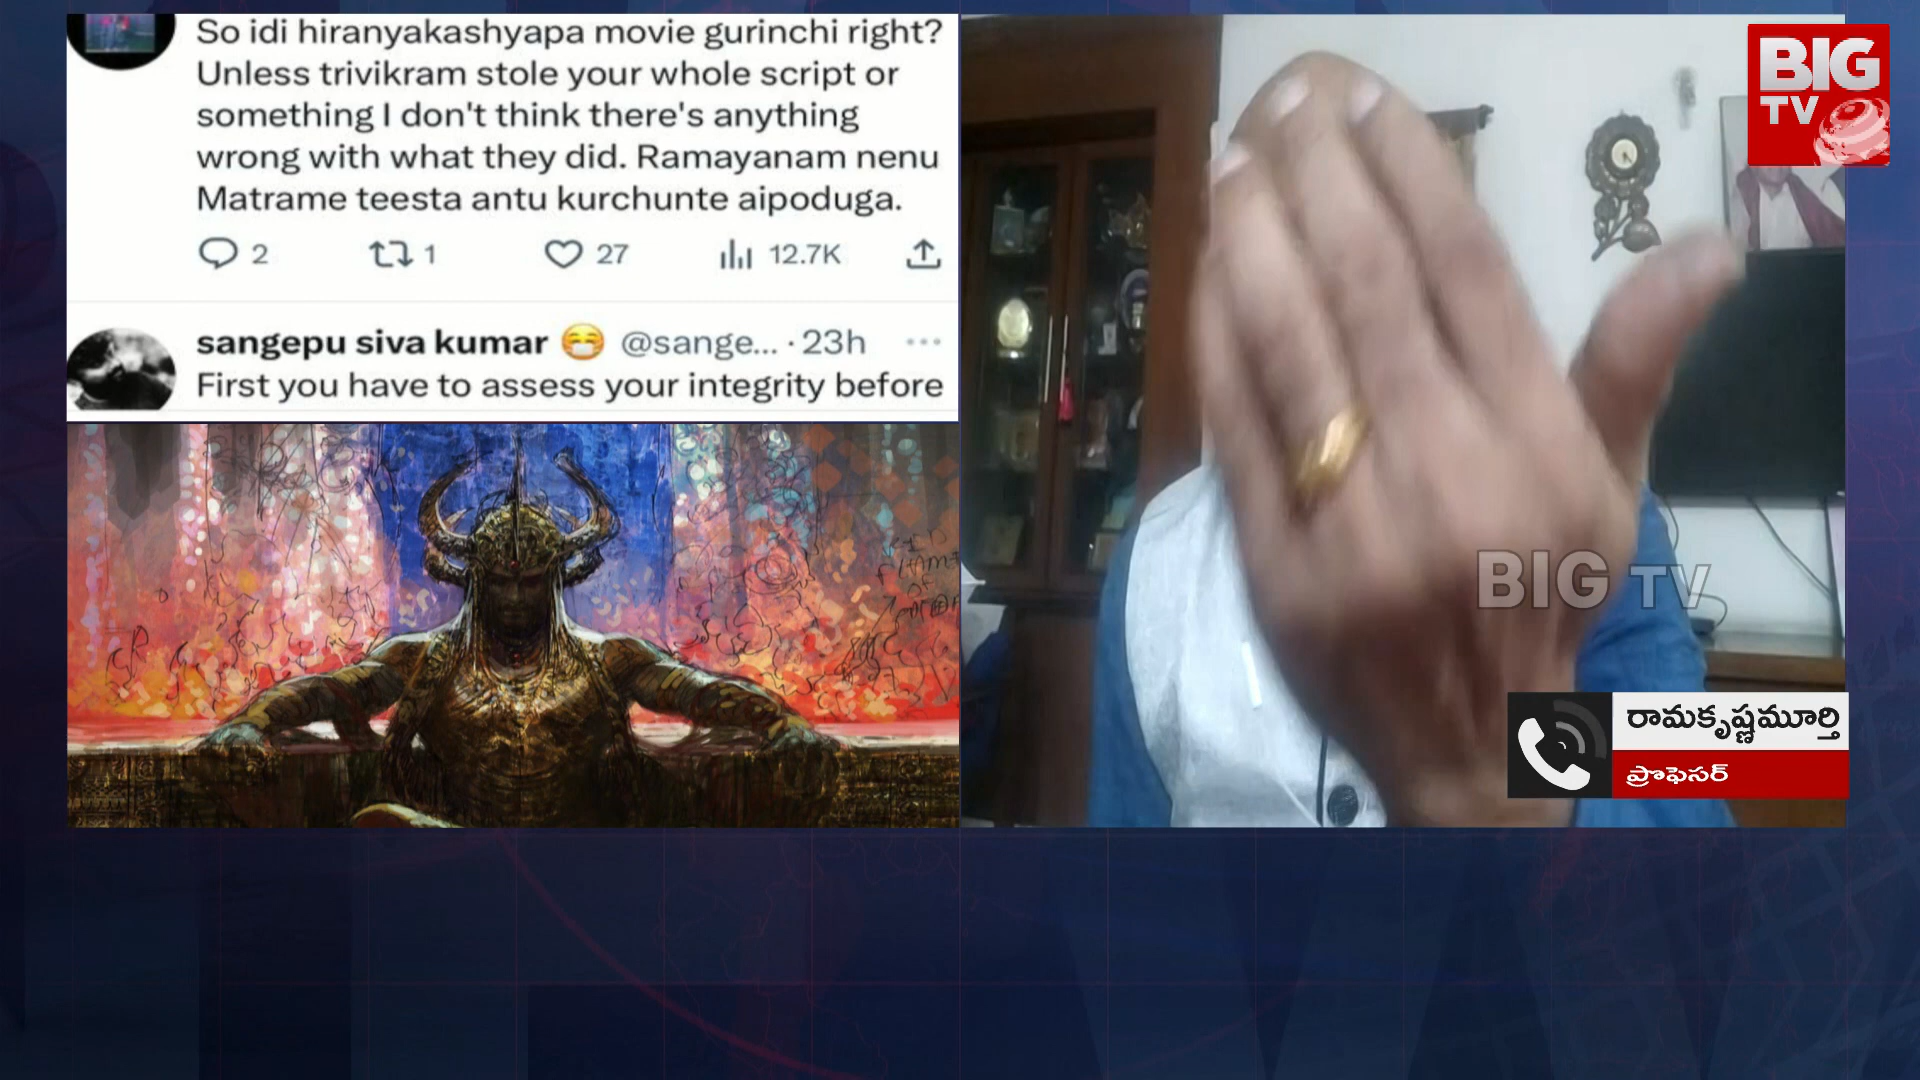 So idi hiranyakashyapa movie gurinchi right?
Unless trivikram stole your whole script or
something I don't think there's anything
wrong with what they did. Ramayanam nenu
Matrame teesta antu kurchunte aipoduga.
2 1 27 12.7K
sangepu siva kumar 😷 @sange... · 23h ...
First you have to assess your integrity before
BIG
TV
BIG TV
రామకృష్ణమూర్తి
ప్రొఫెసర్